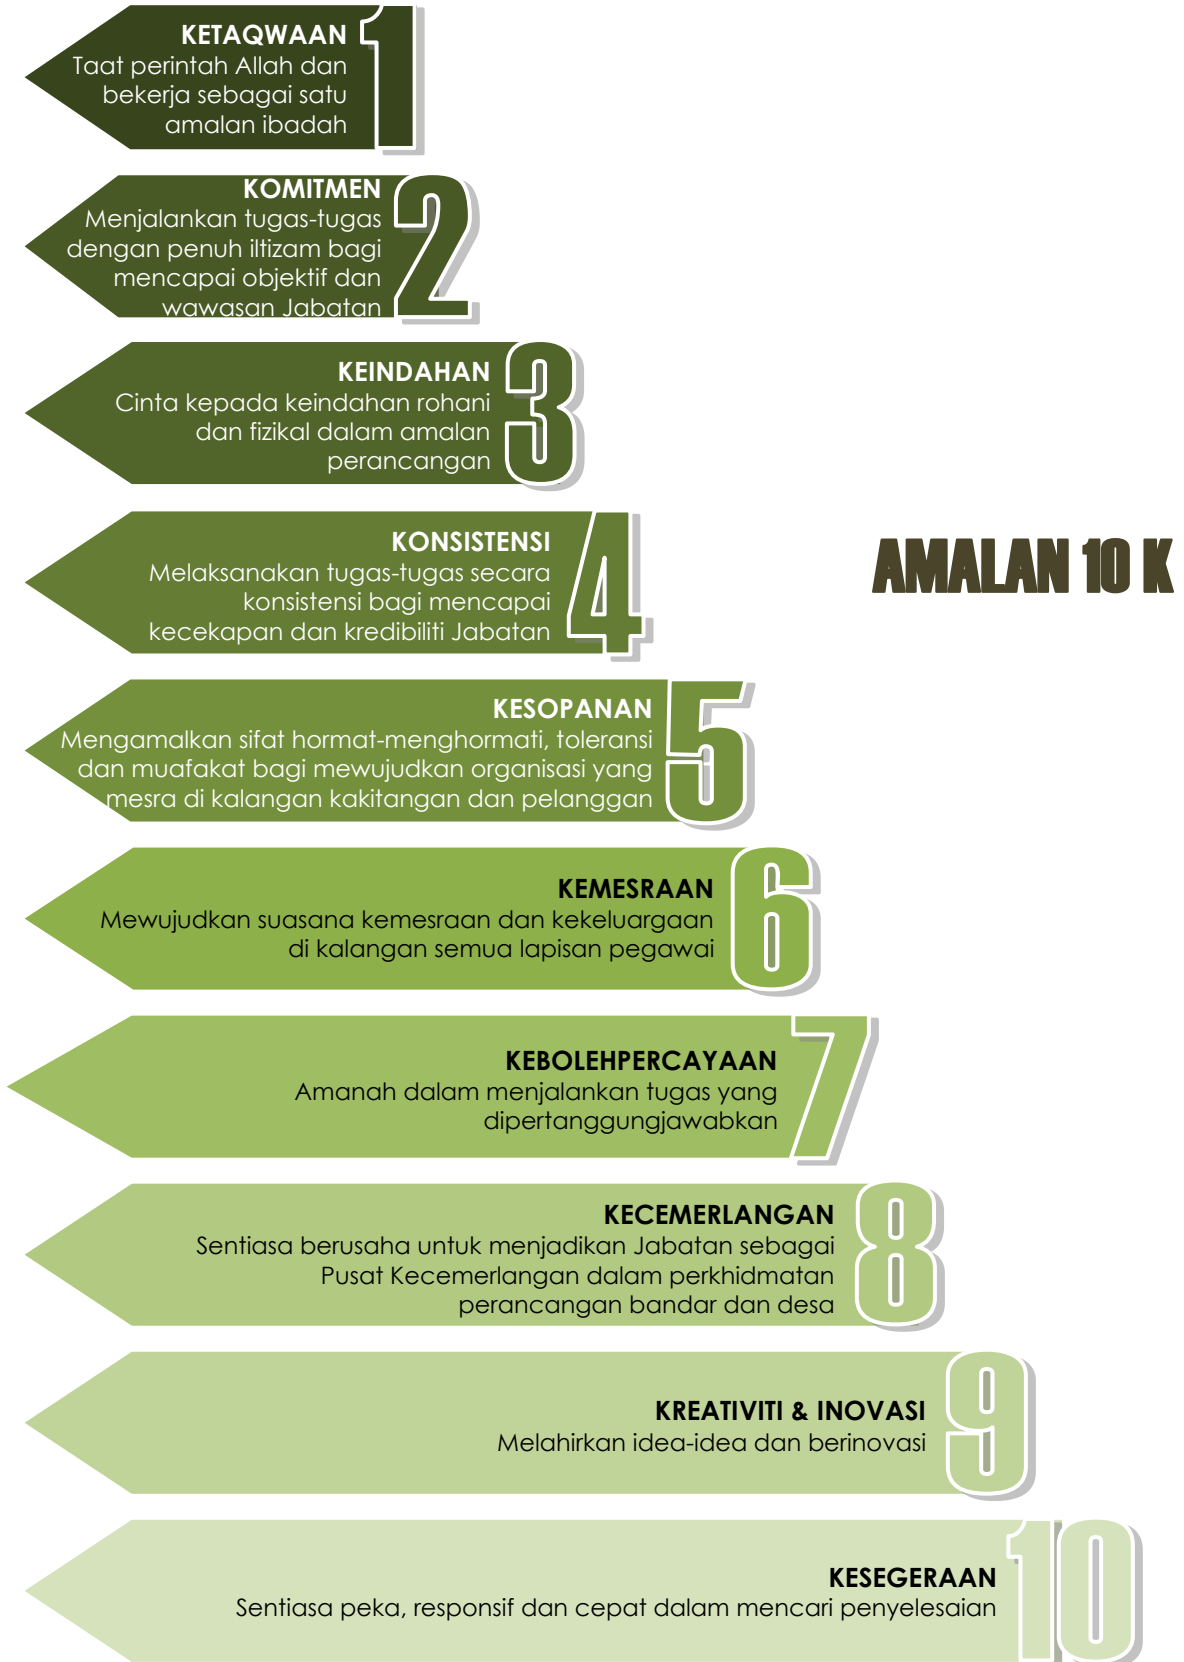 KETAQWAAN
Taat perintah Allah dan
bekerja sebagai satu
amalan ibadah
1
KOMITMEN
Menjalankan tugas-tugas
dengan penuh iltizam bagi
mencapai objektif dan
wawasan Jabatan
2
KEINDAHAN
Cinta kepada keindahan rohani
dan fizikal dalam amalan
perancangan
3
KONSISTENSI
Melaksanakan tugas-tugas secara
konsistensi bagi mencapai
kecekapan dan kredibiliti Jabatan
4
AMALAN 10 K
KESOPANAN
Mengamalkan sifat hormat-menghormati, toleransi
dan muafakat bagi mewujudkan organisasi yang
mesra di kalangan kakitangan dan pelanggan
5
KEMESRAAN
Mewujudkan suasana kemesraan dan kekeluargaan
di kalangan semua lapisan pegawai
6
KEBOLEHPERCAYAAN
Amanah dalam menjalankan tugas yang
dipertanggungjawabkan
7
KECEMERLANGAN
Sentiasa berusaha untuk menjadikan Jabatan sebagai
Pusat Kecemerlangan dalam perkhidmatan
perancangan bandar dan desa
8
KREATIVITI & INOVASI
Melahirkan idea-idea dan berinovasi
9
KESEGERAAN
Sentiasa peka, responsif dan cepat dalam mencari penyelesaian
10